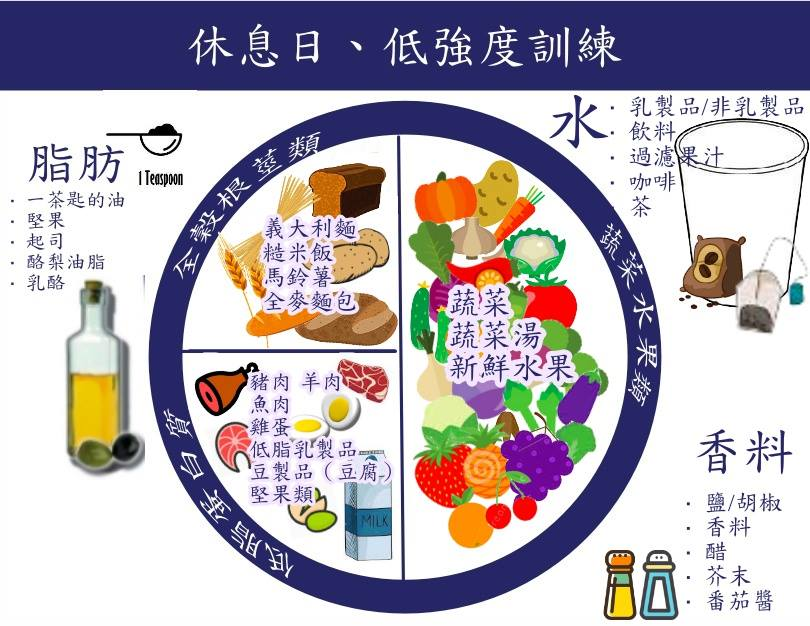 休息日、低強度訓練
脂肪
1 Teaspoon
· 一茶匙的油
· 堅果
· 起司
· 酪梨油脂
· 乳酪
水
· 乳製品/非乳製品
· 飲料
· 過濾果汁
· 咖啡
· 茶
全穀根莖類
義大利麵
糙米飯
馬鈴薯
全麥麵包
蔬菜水果類
蔬菜
蔬菜湯
新鮮水果
低脂蛋白質
豬肉 羊肉
魚肉
雞蛋
低脂乳製品
豆製品（豆腐）
堅果類
MILK
香料
· 鹽/胡椒
· 香料
· 醋
· 芥末
· 番茄醬